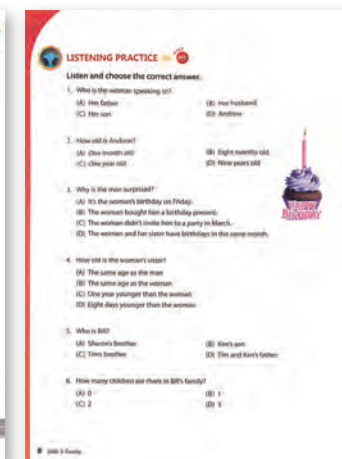 LISTENING PRACTICE
Listen and choose the correct answer.
1. Who is the woman speaking to?
(A) Her father (B) Her husband
(C) Her son (D) Andrew
2. How old is Andrew?
(A) One month old (B) Eight months old
(C) One year old (D) Nine years old
3. Why is the man surprised?
(A) It's the woman's birthday on Friday.
(B) The woman bought him a birthday present.
(C) The woman didn't invite him to a party in March.
(D) The woman and her sister have birthdays in the same month.
HAPPY
BIRTHDAY
4. How old is the woman's sister?
(A) The same age as the man
(B) The same age as the woman
(C) One year younger than the woman
(D) Eight days younger than the woman
5. Who is Bill?
(A) Sharon's brother (B) Ken's son
(C) Tim's brother (D) Tim and Ken's father
6. How many children are there in Bill's family?
(A) 0 (B) 1
(C) 2 (D) 3
8 Unit 1: Family